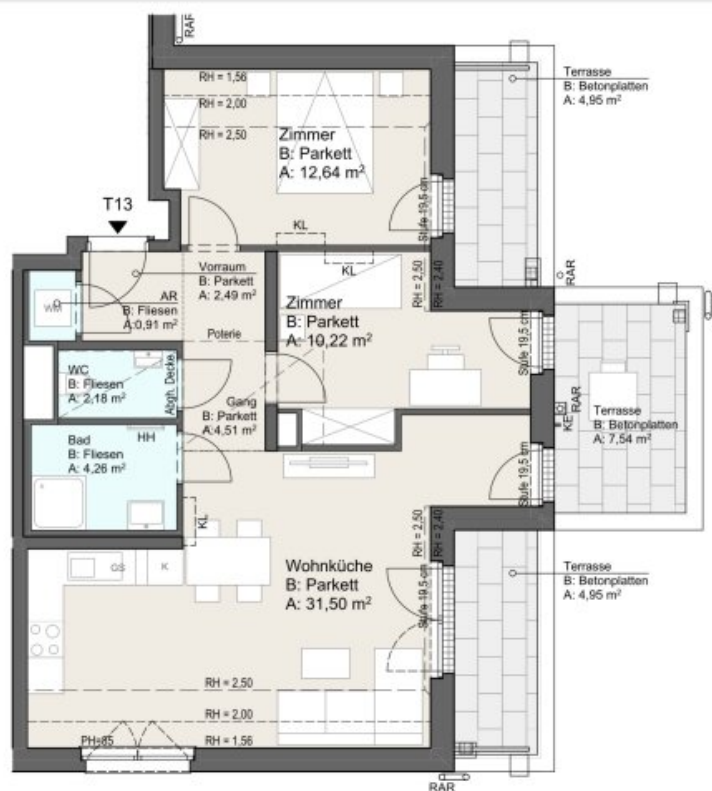 RAR
RH = 1,56
RH = 2,00
RH = 2,50
Zimmer
B: Parkett
A: 12,64 m²
Stufe 19,5 cm
Terrasse
B: Betonplatten
A: 4,95 m²
T13
KL
KL
Vorraum
B: Parkett
A: 2,49 m²
AR
B: Fliesen
A:0,91 m²
WM
Zimmer
B: Parkett
A: 10,22 m²
RH = 2,50
RH = 2,40
RAR
Stufe 19,5 cm
Poterie
WC
B: Fliesen
A: 2,18 m²
Abgh. Decke
Gang
B: Parkett
A:4,51 m²
KE
RAR
Terrasse
B: Betonplatten
A: 7,54 m²
Bad
B: Fliesen
A: 4,26 m²
HH
KL
Stufe 19,5 cm
RH = 2,50
RH = 2,40
GS
K
Wohnküche
B: Parkett
A: 31,50 m²
Stufe 19,5 cm
Terrasse
B: Betonplatten
A: 4,95 m²
RH = 2,50
RH = 2,00
PH=85
RH = 1,56
RAR